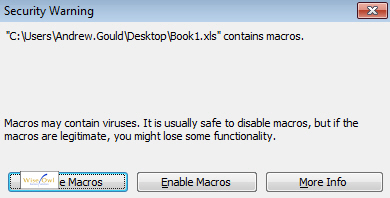 Security Warning
"C:\Users\Andrew.Gould\Desktop\Book1.xls" contains macros.
Macros may contain viruses. It is usually safe to disable macros, but if the
macros are legitimate, you might lose some functionality.
Wise Owl e Macros Enable Macros More Info